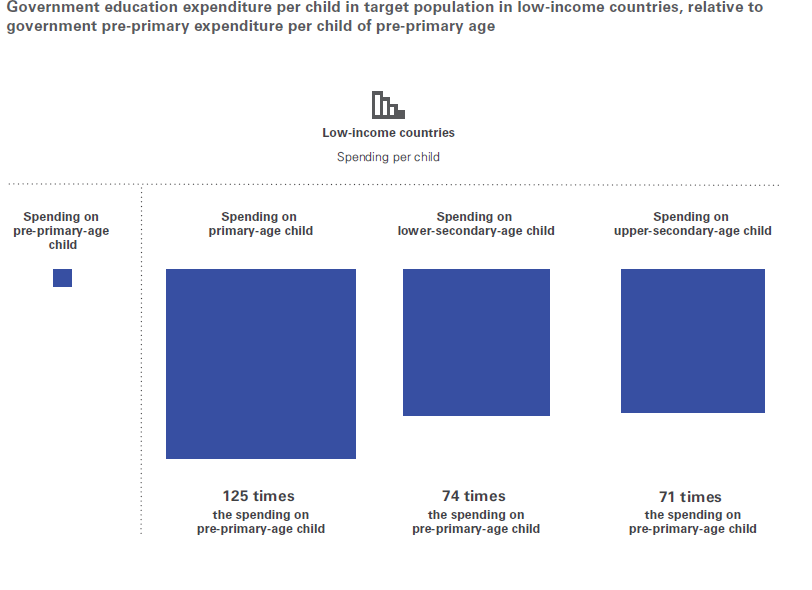 Government education expenditure per child in target population in low-income countries, relative to
government pre-primary expenditure per child of pre-primary age
Low-income countries
Spending per child
Spending on
pre-primary-age
child
Spending on
primary-age child
Spending on
lower-secondary-age child
Spending on
upper-secondary-age child
125 times
the spending on
pre-primary-age child
74 times
the spending on
pre-primary-age child
71 times
the spending on
pre-primary-age child